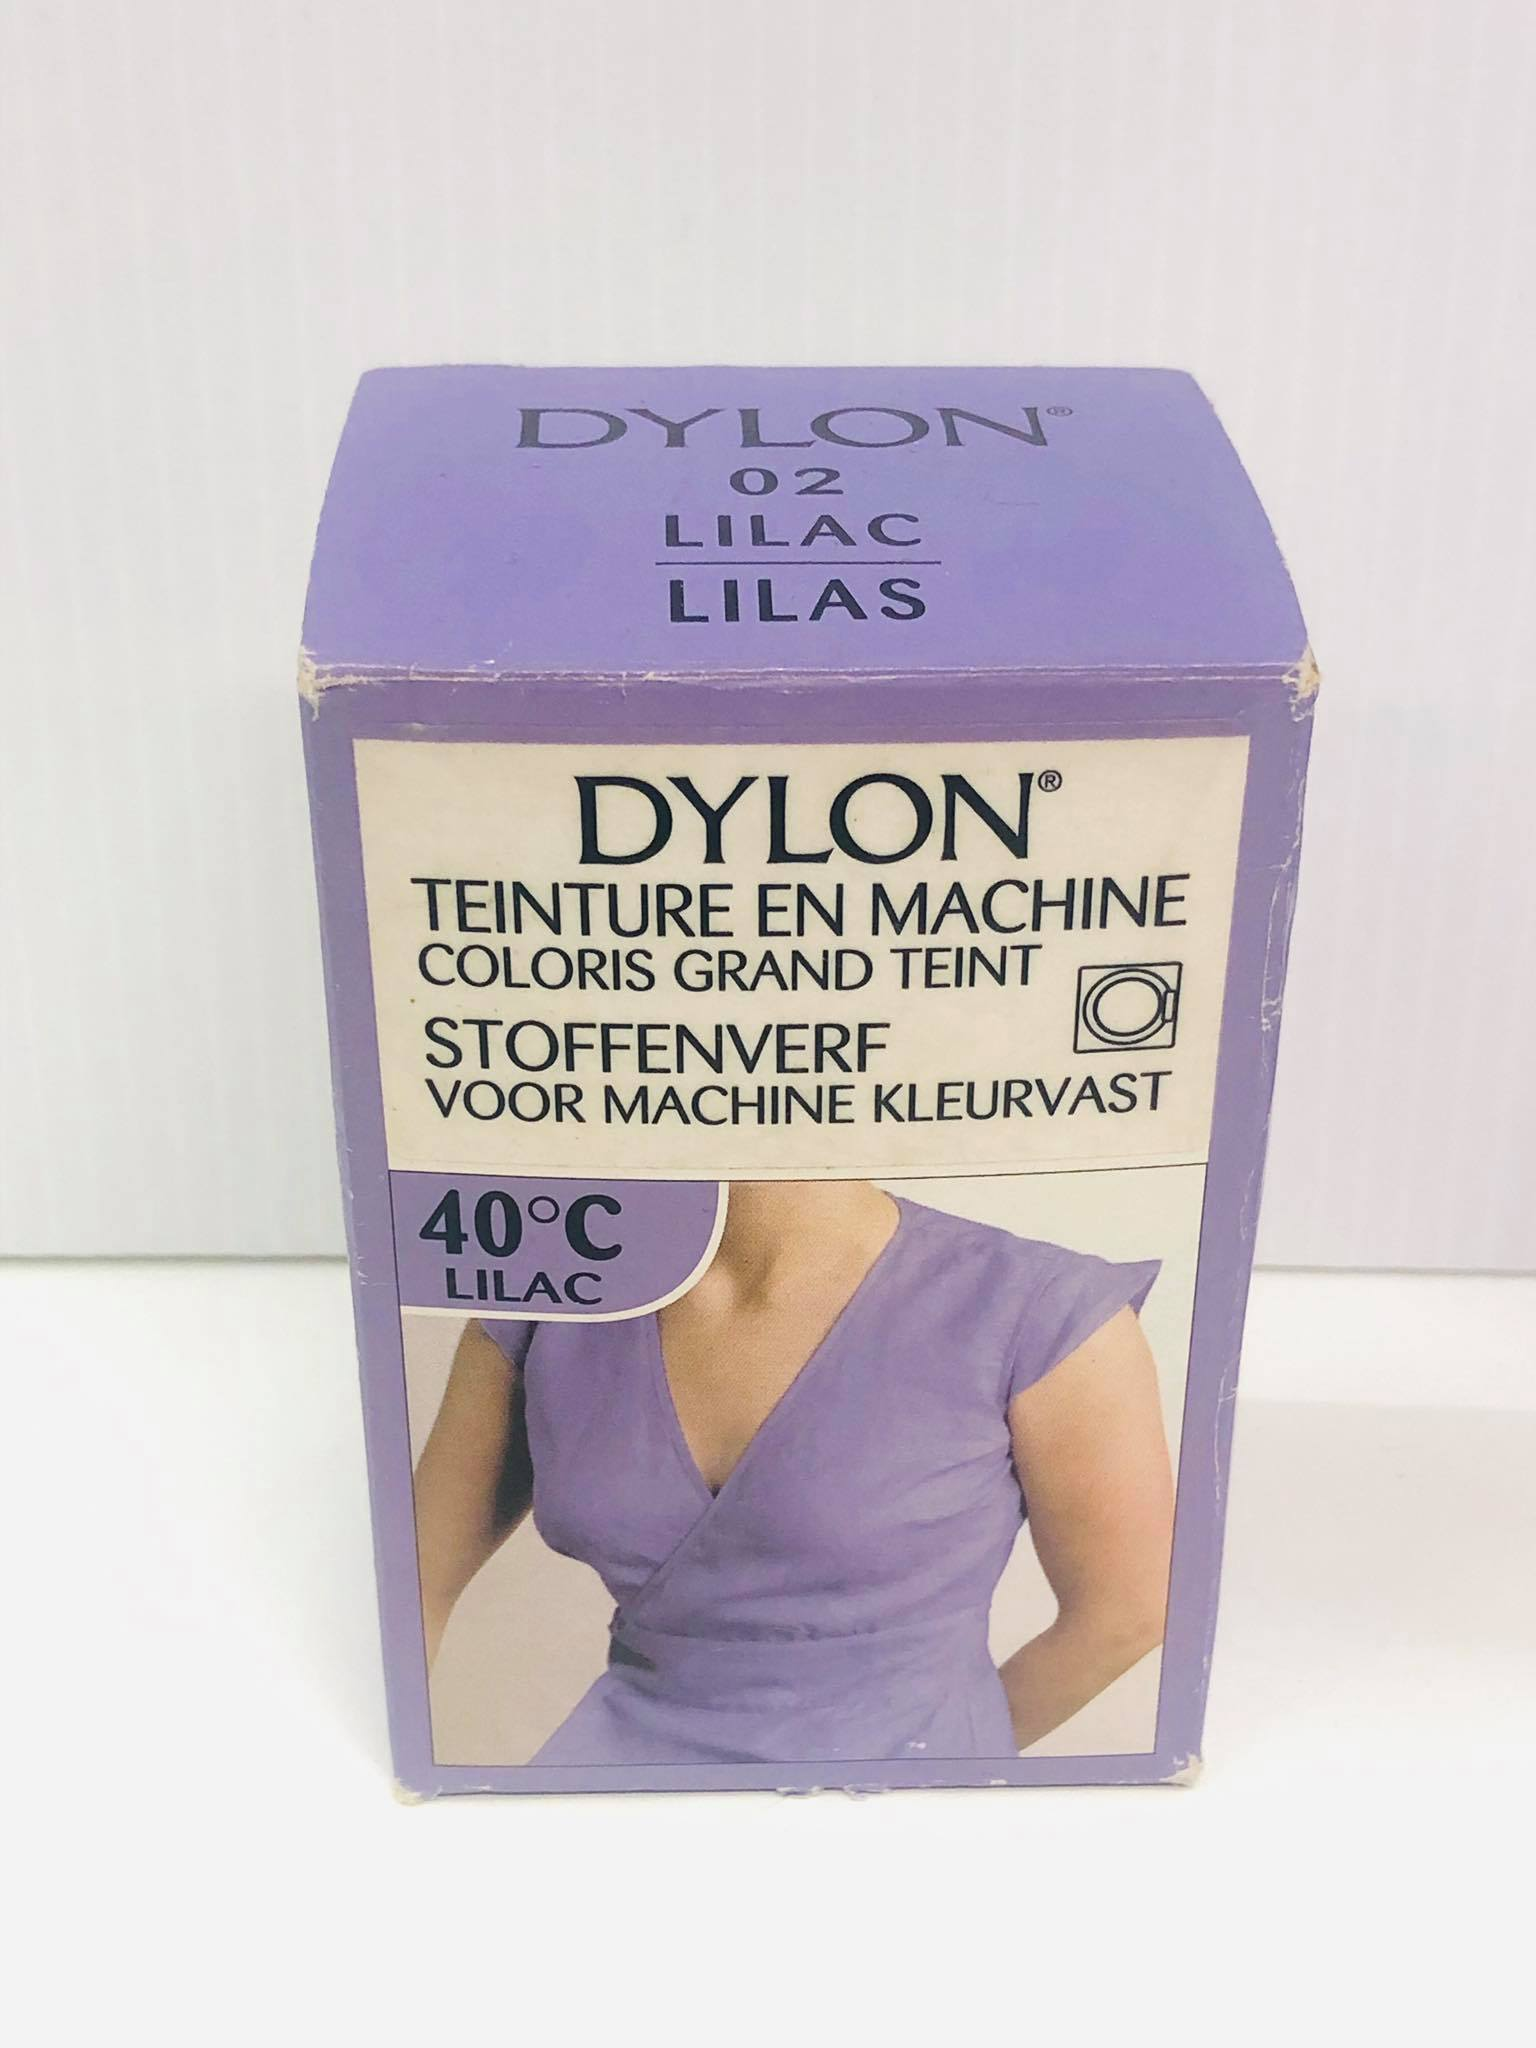 DYLON®
02
LILAC
LILAS
DYLON®
TEINTURE EN MACHINE
COLORIS GRAND TEINT
STOFFENVERF
VOOR MACHINE KLEURVAST
40°C
LILAC